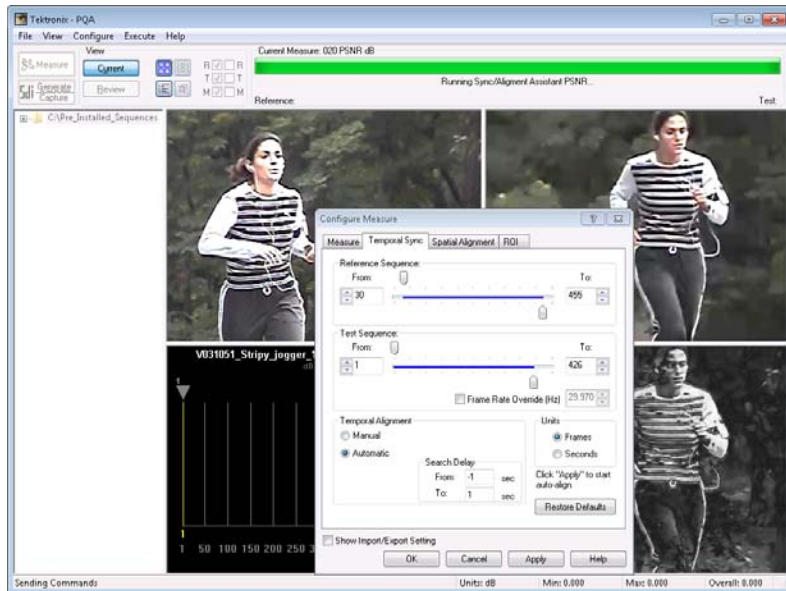 Tektronix - PQA
File View Configure Execute Help
View
Current Measure: 020 PSNR dB
Measure
Current
R R
T T
M M
Running Sync/Aligment Assistant PSNR...
Generate
Capture
Sdi
Review
Reference:
Test
C:\Pre_Installed_Sequences
Configure Measure
Measure Temporal Sync Spatial Alignment ROI
Reference Sequence:
From: To:
30 455
Test Sequence:
From: To:
1 426
Frame Rate Override (Hz) 29.970
Temporal Alignment
Manual
Automatic
Search Delay
From: -1 sec
To: 1 sec
Units
Frames
Seconds
Click "Apply" to start
auto-align
Restore Defaults
Show Import/Export Setting
OK Cancel Apply Help
V031051_Stripy_jogger_
1
1
1 50 100 150 200 250
Sending Commands
Units: dB Min: 0.000 Max: 0.000 Overall: 0.000